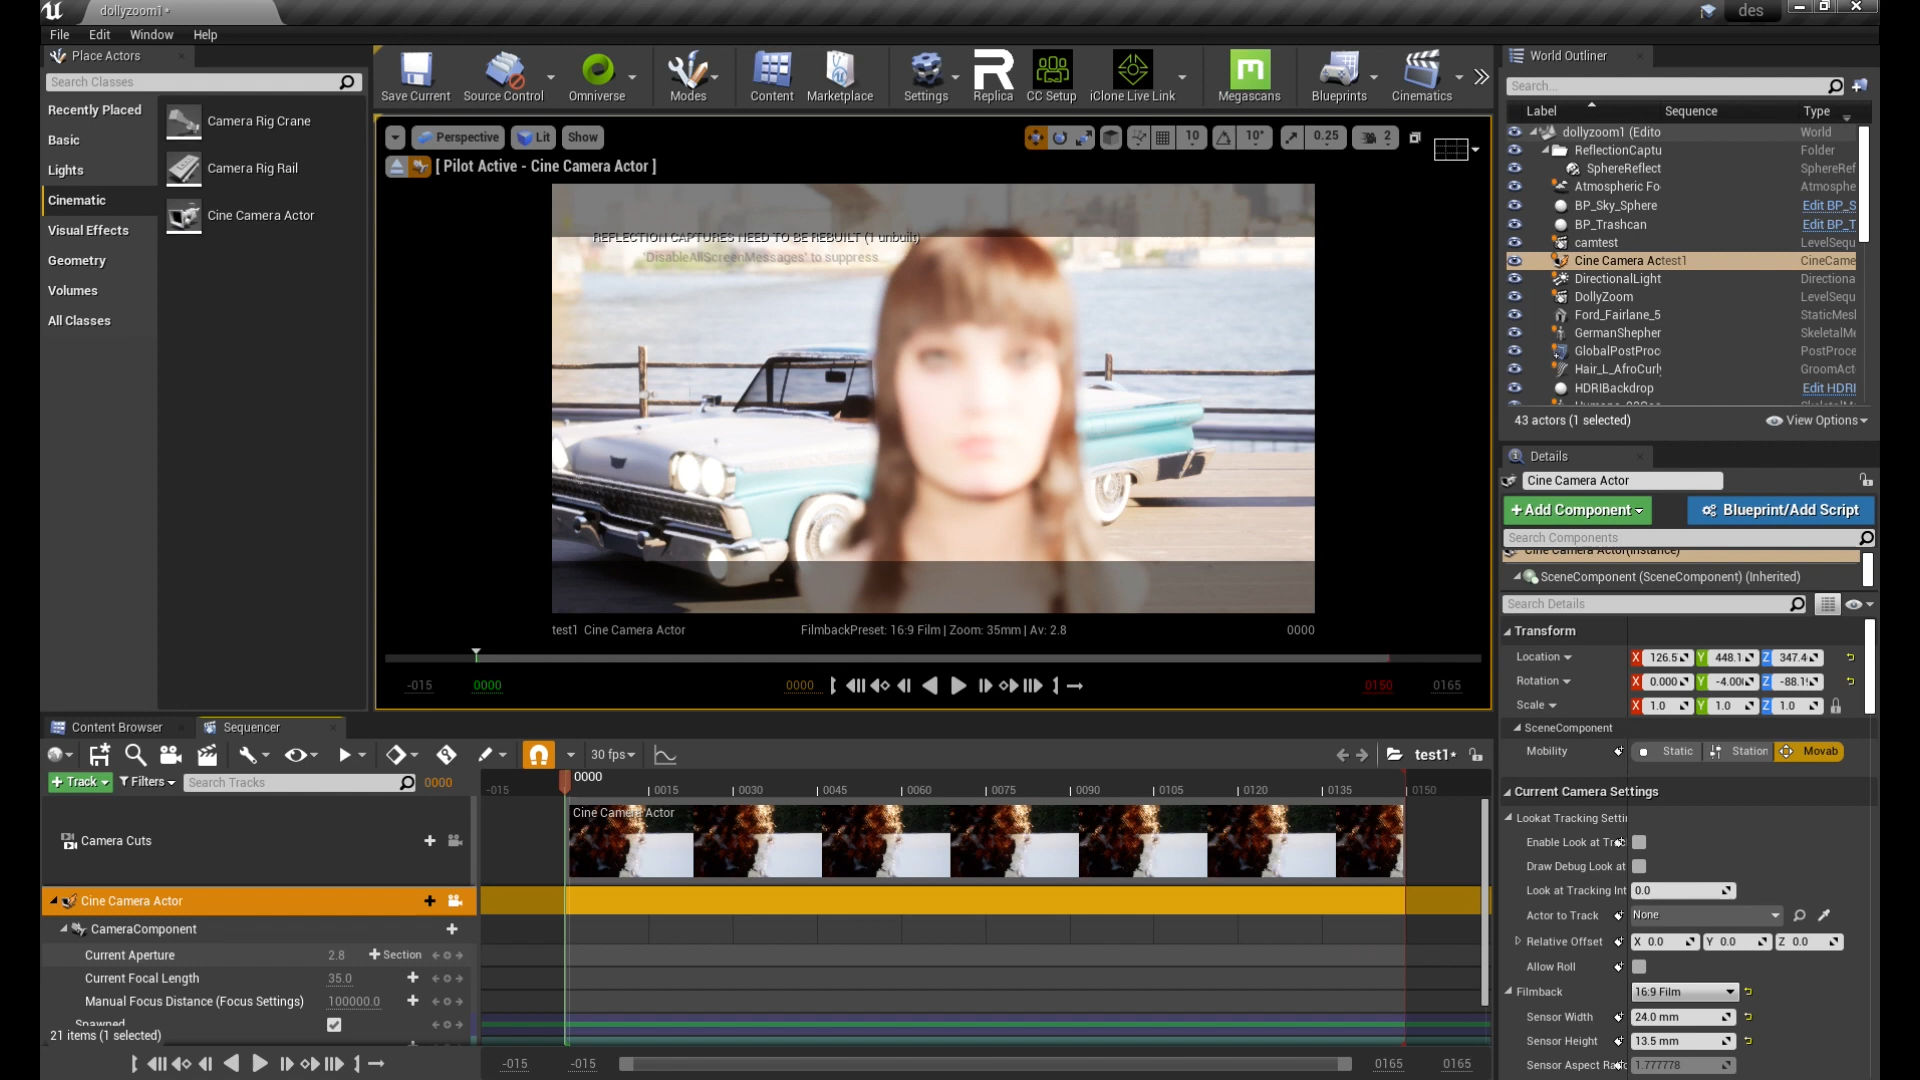 dollyzoom1*
des
File Edit Window Help
Place Actors
Search Classes
Recently Placed
Basic
Lights
Cinematic
Visual Effects
Geometry
Volumes
All Classes
Camera Rig Crane
Camera Rig Rail
Cine Camera Actor
Save Current Source Control Omniverse Modes Content Marketplace Settings Replica CC Setup iClone Live Link Megascans Blueprints Cinematics
Perspective Lit Show
10 10° 0.25 2
[ Pilot Active - Cine Camera Actor ]
REFLECTION CAPTURES NEED TO BE REBUILT (1 unbuilt)
'DisableAllScreenMessages' to suppress
test1 Cine Camera Actor
FilmbackPreset: 16:9 Film | Zoom: 35mm | Av: 2.8
0000
-015 0000 0000 0150 0165
World Outliner
Search...
Label Sequence Type
dollyzoom1 (Edito World
ReflectionCaptu Folder
SphereReflect SphereRef
Atmospheric Fo Atmosphe
BP_Sky_Sphere Edit BP_S
BP_Trashcan Edit BP_T
camtest LevelSequ
Cine Camera Ac test1 CineCame
DirectionalLight Directiona
DollyZoom LevelSequ
Ford_Fairlane_5 StaticMesl
GermanShepher SkeletalMe
GlobalPostProc PostProce
Hair_L_AfroCurl GroomAct
HDRIBackdrop Edit HDRI
43 actors (1 selected)
View Options
Details
Cine Camera Actor
+Add Component
Blueprint/Add Script
Search Components
Cine Camera Actor(Instance)
SceneComponent (SceneComponent) (Inherited)
Search Details
Transform
Location X 126.5 Y 448.1 Z 347.4
Rotation X 0.000 Y -4.00 Z -88.1
Scale X 1.0 Y 1.0 Z 1.0
SceneComponent
Mobility Static Station Movab
Current Camera Settings
Lookat Tracking Setti
Enable Look at Tra
Draw Debug Look at
Look at Tracking Int 0.0
Actor to Track None
Relative Offset X 0.0 Y 0.0 Z 0.0
Allow Roll
Filmback 16:9 Film
Sensor Width 24.0 mm
Sensor Height 13.5 mm
Sensor Aspect Ratio 1.777778
Content Browser
Sequencer
30 fps
test1*
+ Track Filters Search Tracks 0000
-015 0000 0015 0030 0045 0060 0075 0090 0105 0120 0135 0150
Cine Camera Actor
Camera Cuts
Cine Camera Actor
CameraComponent
Current Aperture 2.8 +Section
Current Focal Length 35.0
Manual Focus Distance (Focus Settings) 100000.0
Spawned
21 items (1 selected)
-015 -015 0165 0165